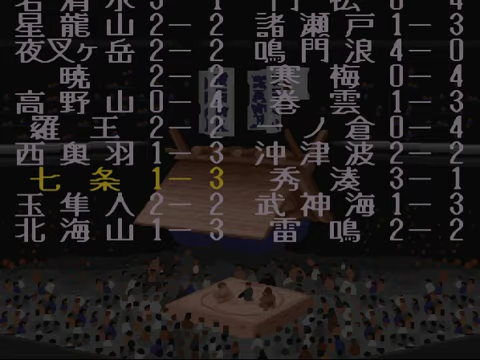 星龍山 2－2 諸瀬戸 1－3
夜叉ヶ岳 2－2 鳴門浪 4－0
暁 2－2 寒梅 0－4
高野山 0－4 巻雲 1－3
羅王 2－2 一ノ倉 0－4
西奥羽 1－3 沖津波 2－2
七条 1－3 秀湊 3－1
玉隼人 2－2 武神海 1－3
北海山 1－3 雷鳴 2－2